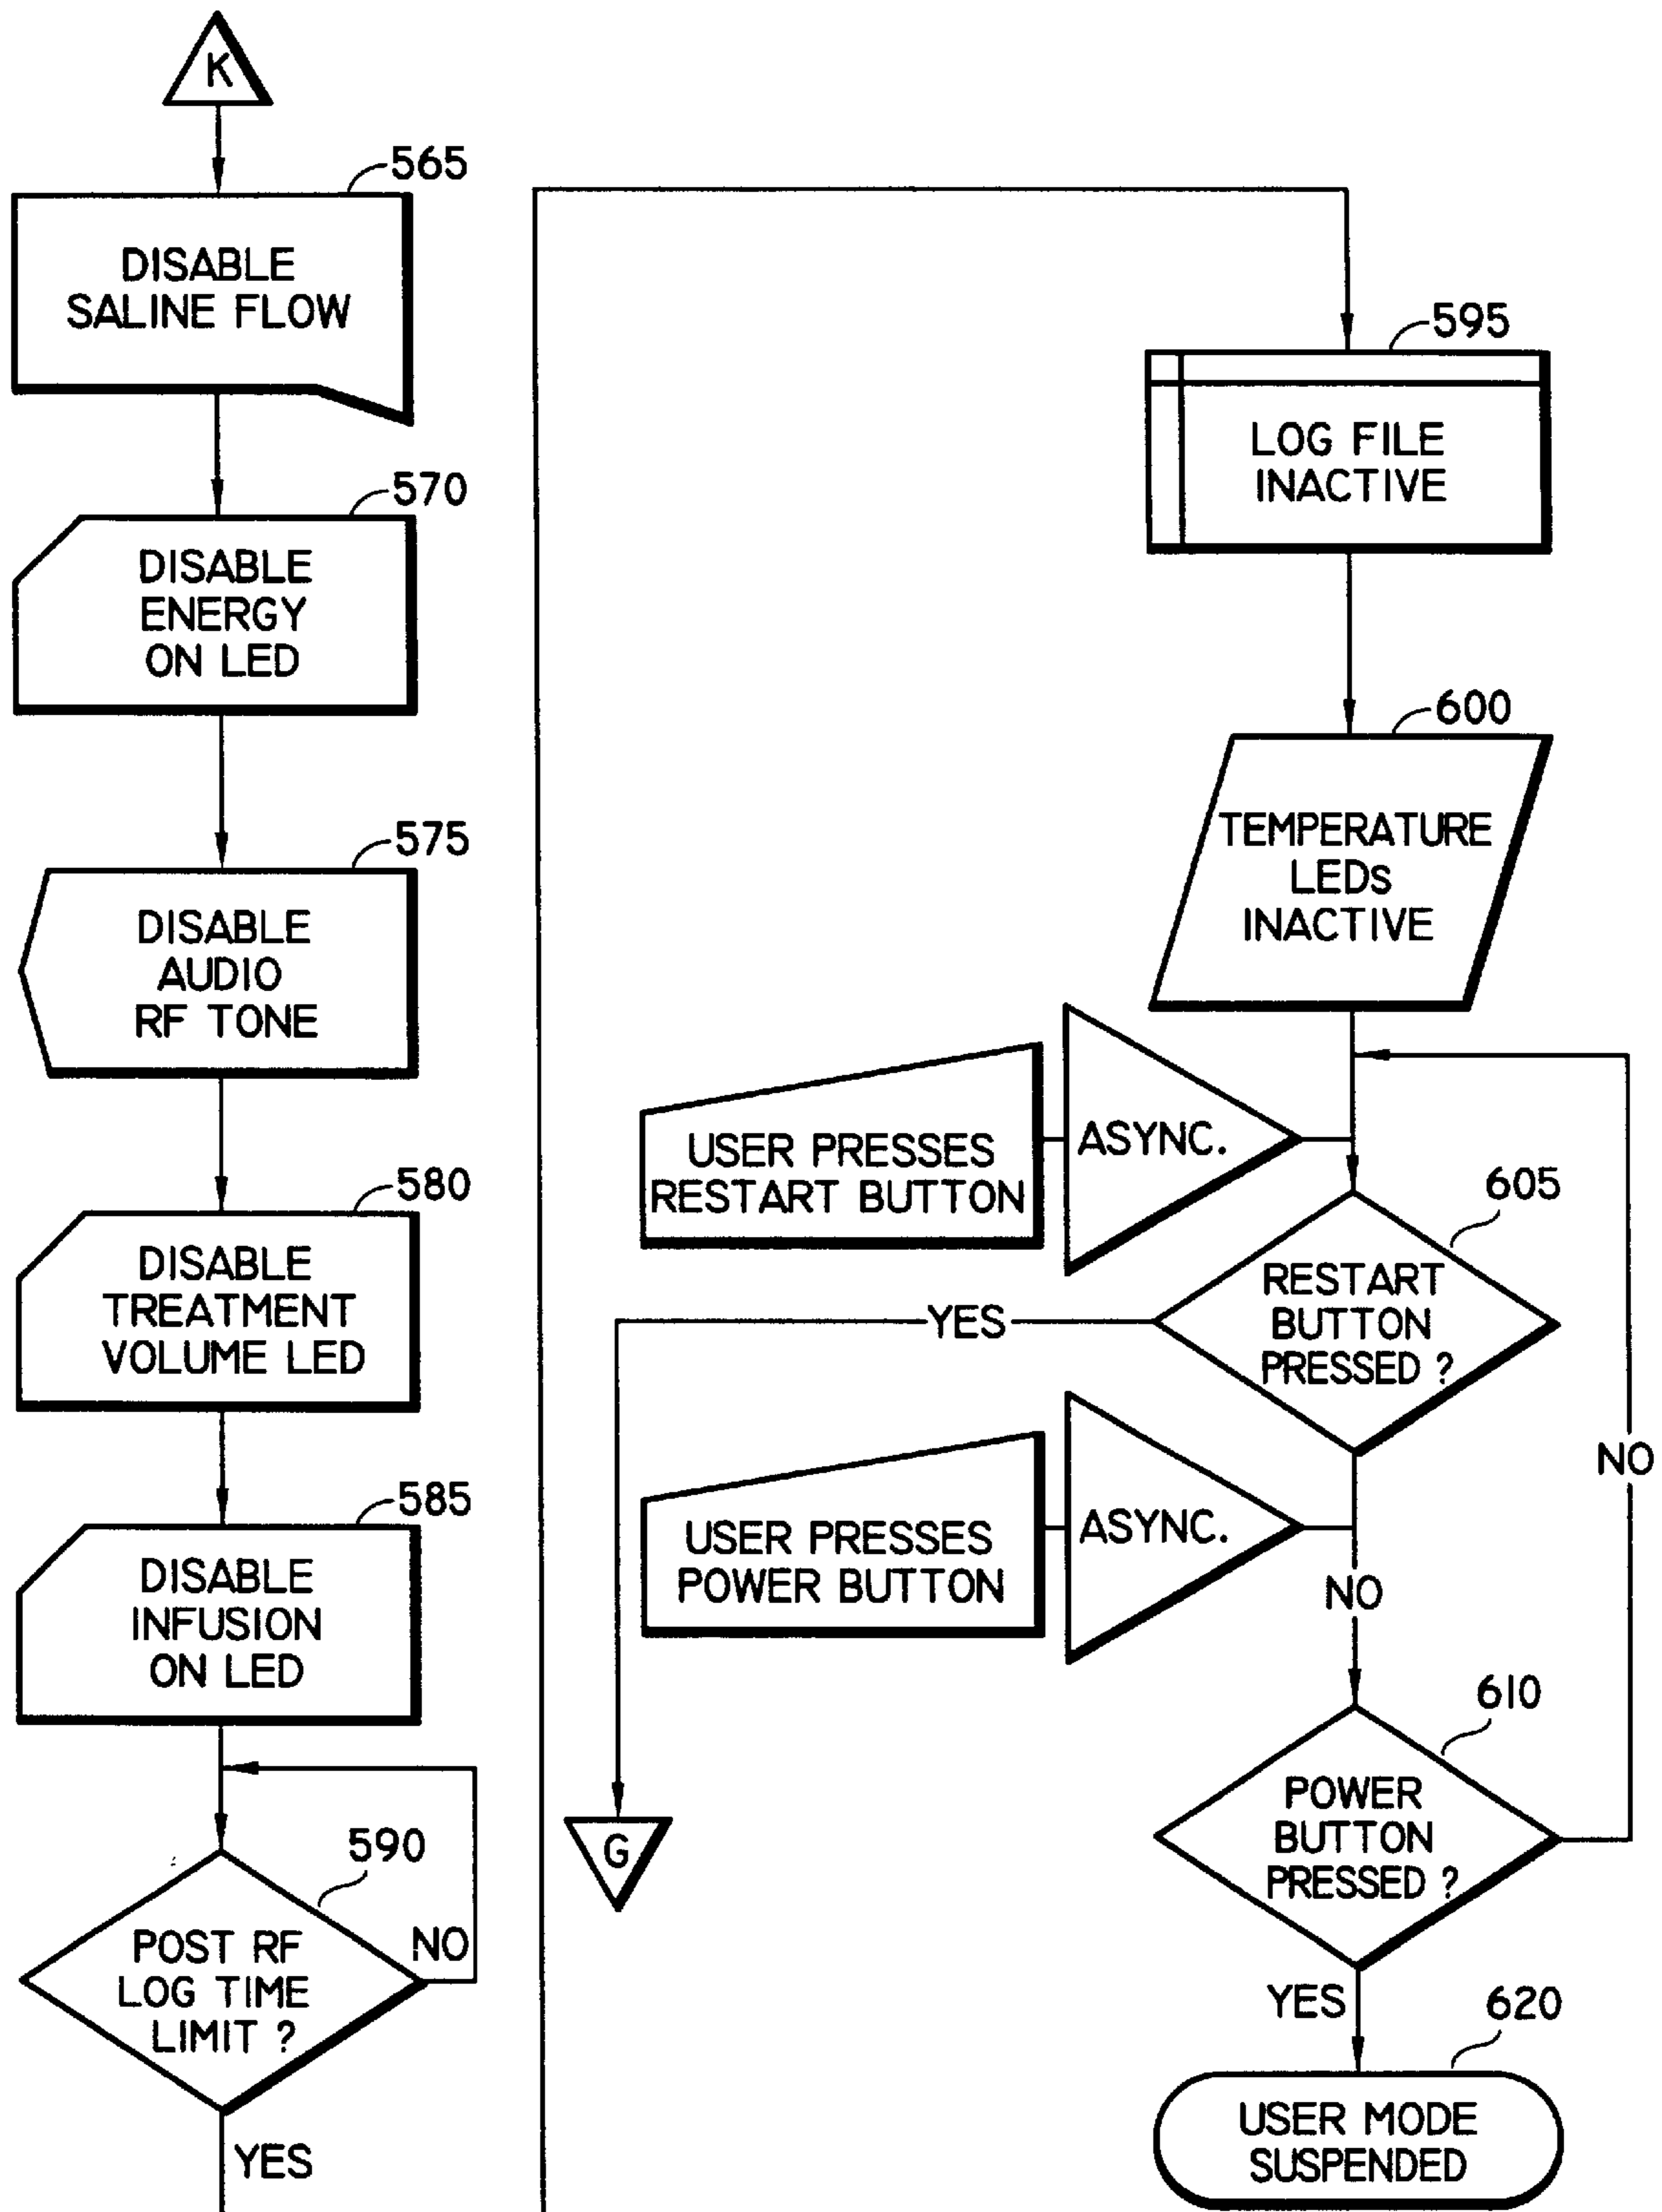 K
565
DISABLE
SALINE FLOW
570
DISABLE
ENERGY
ON LED
575
DISABLE
AUDIO
RF TONE
580
DISABLE
TREATMENT
VOLUME LED
585
DISABLE
INFUSION
ON LED
590
POST RF
LOG TIME
LIMIT ?
NO
YES
595
LOG FILE
INACTIVE
600
TEMPERATURE
LEDs
INACTIVE
USER PRESSES
RESTART BUTTON
ASYNC.
605
RESTART
BUTTON
PRESSED ?
YES
G
USER PRESSES
POWER BUTTON
ASYNC.
NO
610
POWER
BUTTON
PRESSED ?
NO
YES
620
USER MODE
SUSPENDED